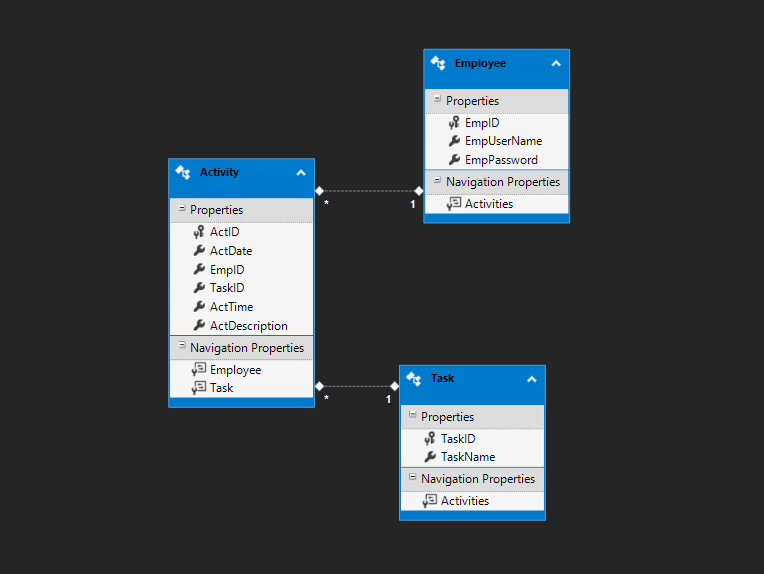 Employee
Properties
EmpID
EmpUserName
EmpPassword
Navigation Properties
Activities
Activity
Properties
ActID
ActDate
EmpID
TaskID
ActTime
ActDescription
Navigation Properties
Employee
Task
* 1
* 1
Task
Properties
TaskID
TaskName
Navigation Properties
Activities